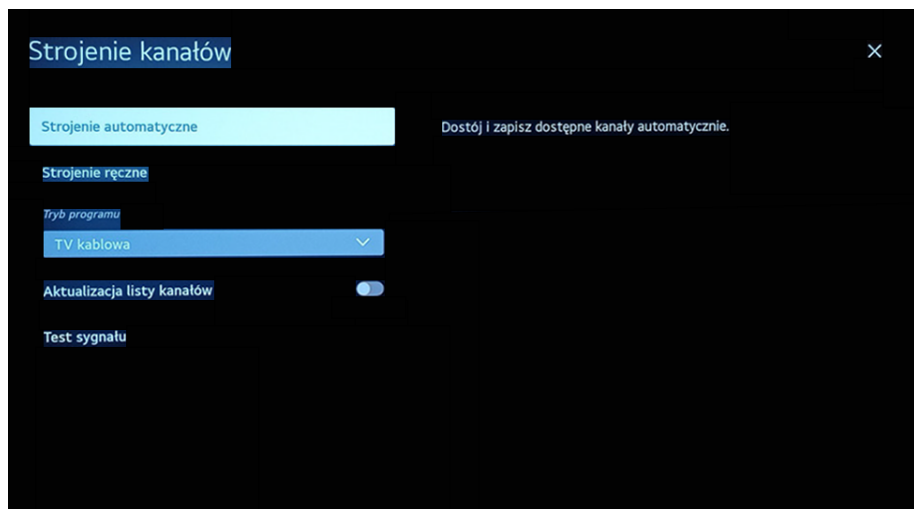 Strojenie kanałów
Strojenie automatyczne
Dostój i zapisz dostępne kanały automatycznie.
Strojenie ręczne
Tryb programu
TV kablowa
Aktualizacja listy kanałów
Test sygnału